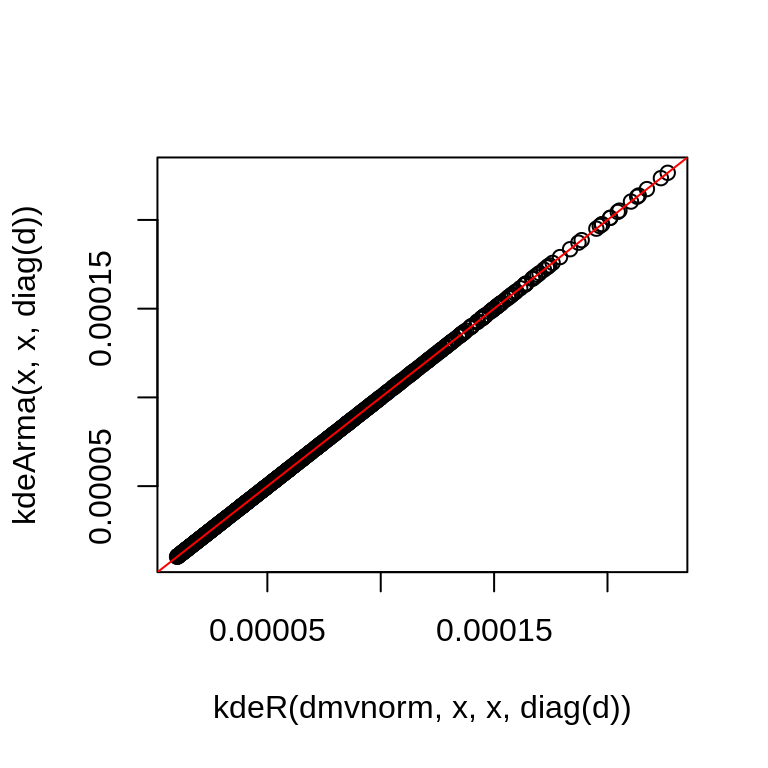 kdeArma(x, x, diag(d))
0.00015
0.00005
0.00005
0.00015
kdeR(dmvnorm, x, x, diag(d))